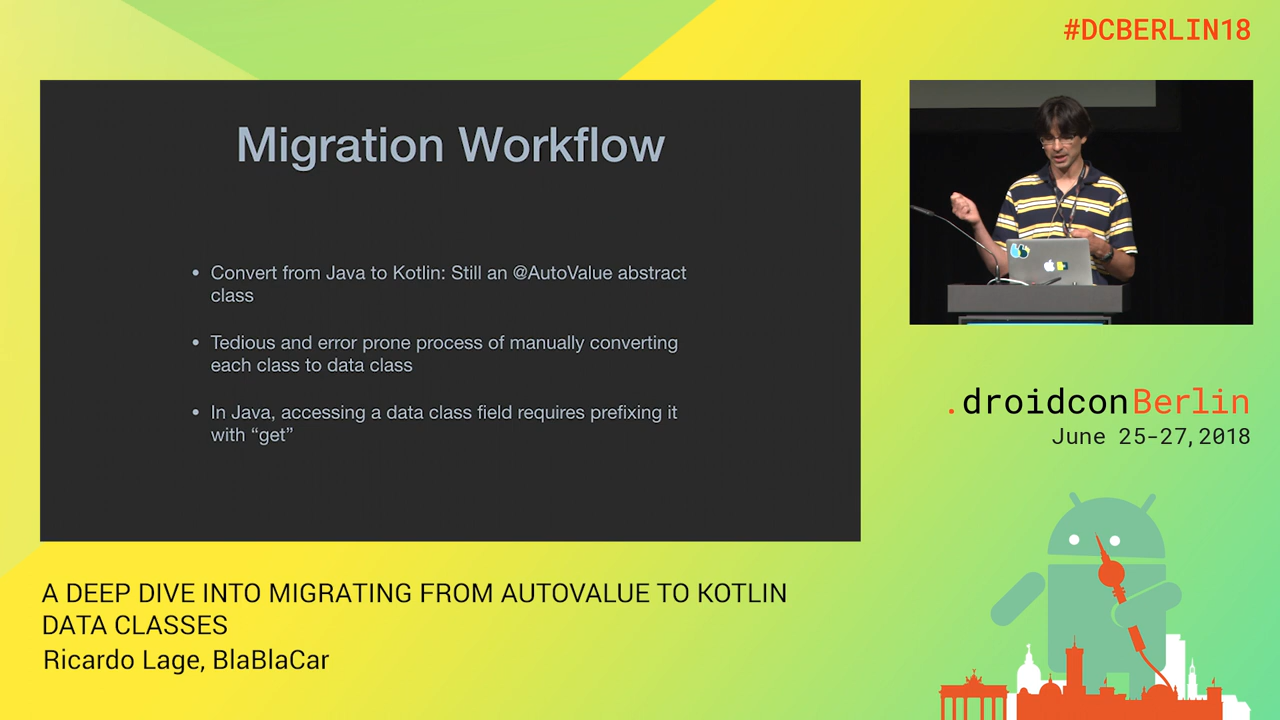 #DCBERLIN18
Migration Workflow
• Convert from Java to Kotlin: Still an @AutoValue abstract
class
• Tedious and error prone process of manually converting
each class to data class
• In Java, accessing a data class field requires prefixing it
with “get”
.droidconBerlin
June 25-27, 2018
A DEEP DIVE INTO MIGRATING FROM AUTOVALUE TO KOTLIN
DATA CLASSES
Ricardo Lage, BlaBlaCar